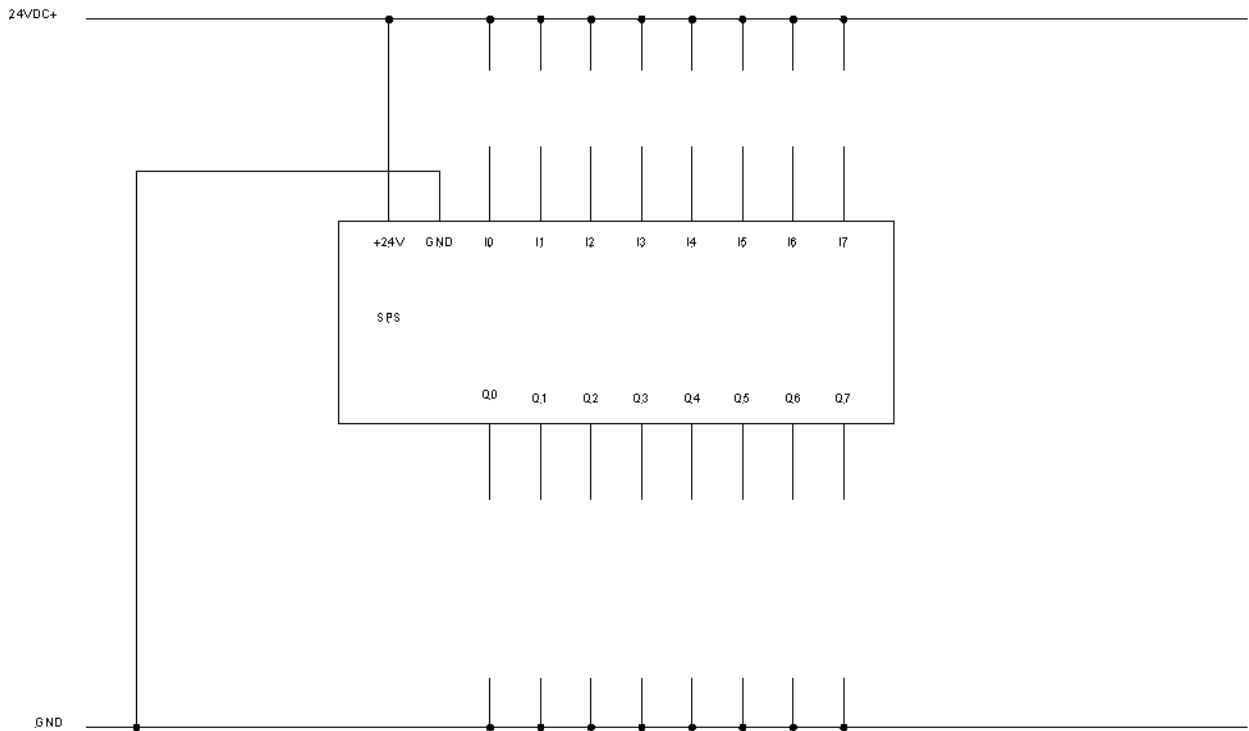 24VDC+
+24V GND I0 I1 I2 I3 I4 I5 I6 I7
SPS
Q0 Q1 Q2 Q3 Q4 Q5 Q6 Q7
GND